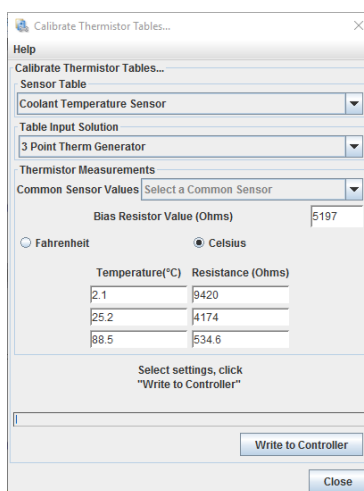 Calibrate Thermistor Tables...
Help
Calibrate Thermistor Tables...
Sensor Table
Coolant Temperature Sensor
Table Input Solution
3 Point Therm Generator
Thermistor Measurements
Common Sensor Values Select a Common Sensor
Bias Resistor Value (Ohms) 5197
Fahrenheit Celsius
Temperature(°C) Resistance (Ohms)
2.1 9420
25.2 4174
88.5 534.6
Select settings, click
"Write to Controller"
Write to Controller
Close